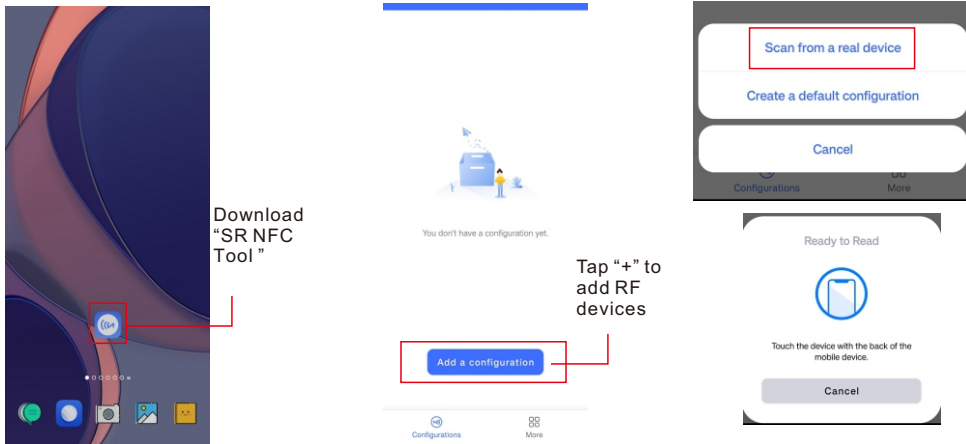 Download
“SR NFC
Tool ”
You don't have a configuration yet.
Tap “+” to
add RF
devices
Add a configuration
Configurations
More
Scan from a real device
Create a default configuration
Cancel
Configurations
More
Ready to Read
Touch the device with the back of the
mobile device.
Cancel